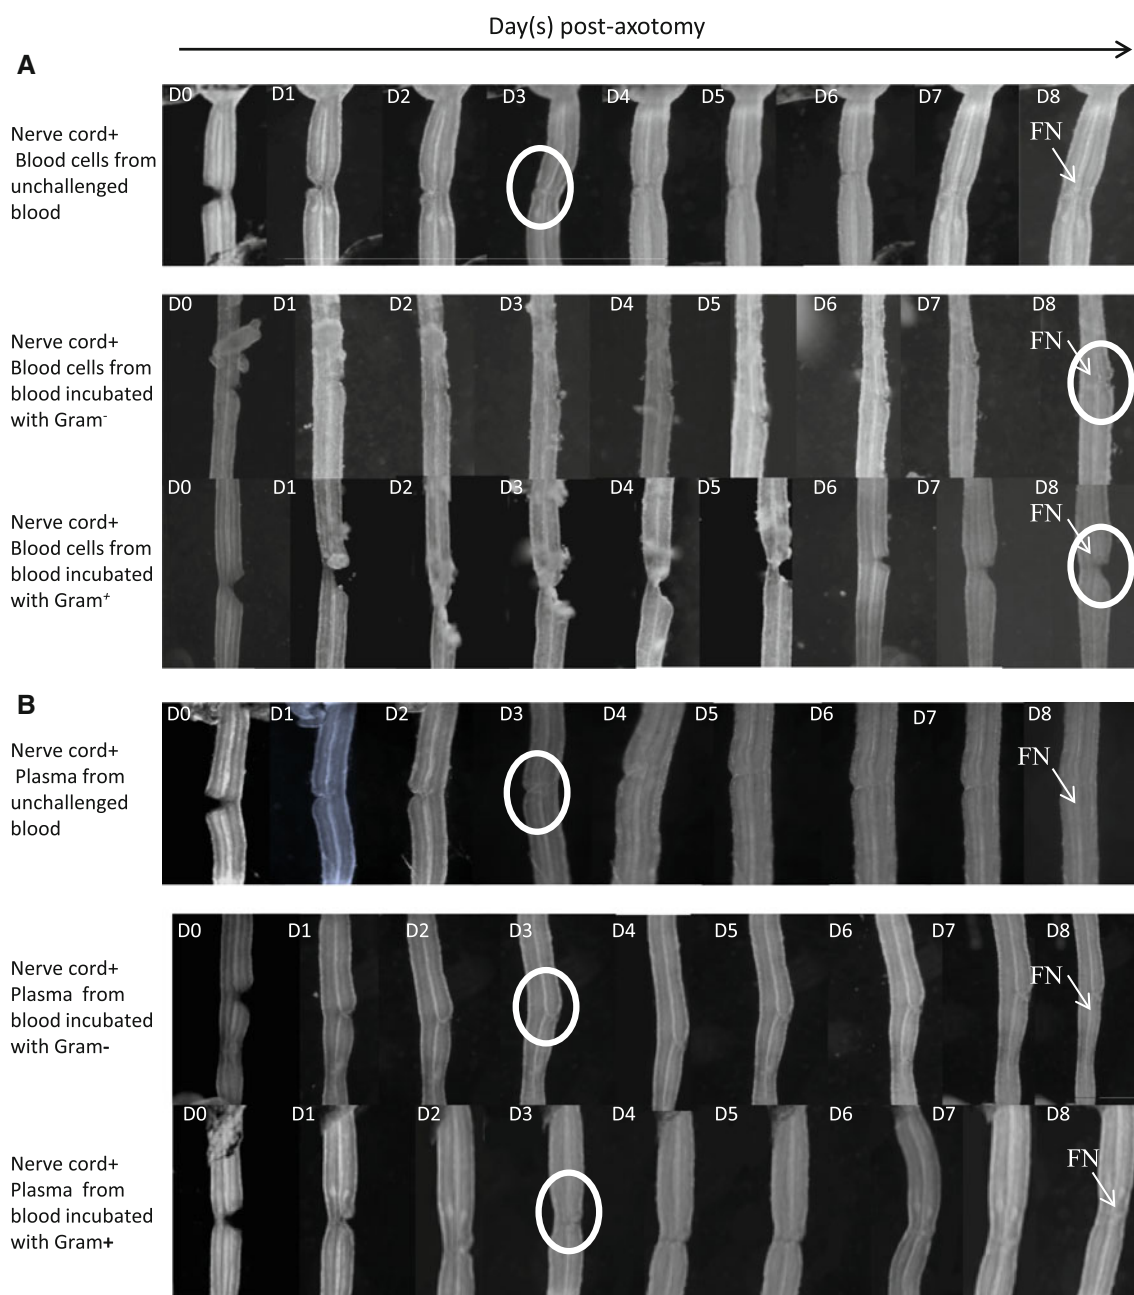 Day(s) post-axotomy
A
D0 D1 D2 D3 D4 D5 D6 D7 D8
Nerve cord+
Blood cells from
unchallenged
blood
FN
D0 D1 D2 D3 D4 D5 D6 D7 D8
Nerve cord+
Blood cells from
blood incubated
with Gram-
FN
D0 D1 D2 D3 D4 D5 D6 D7 D8
Nerve cord+
Blood cells from
blood incubated
with Gram+
FN
B
D0 D1 D2 D3 D4 D5 D6 D7 D8
Nerve cord+
Plasma from
unchallenged
blood
FN
D0 D1 D2 D3 D4 D5 D6 D7 D8
Nerve cord+
Plasma from
blood incubated
with Gram-
FN
D0 D1 D2 D3 D4 D5 D6 D7 D8
Nerve cord+
Plasma from
blood incubated
with Gram+
FN